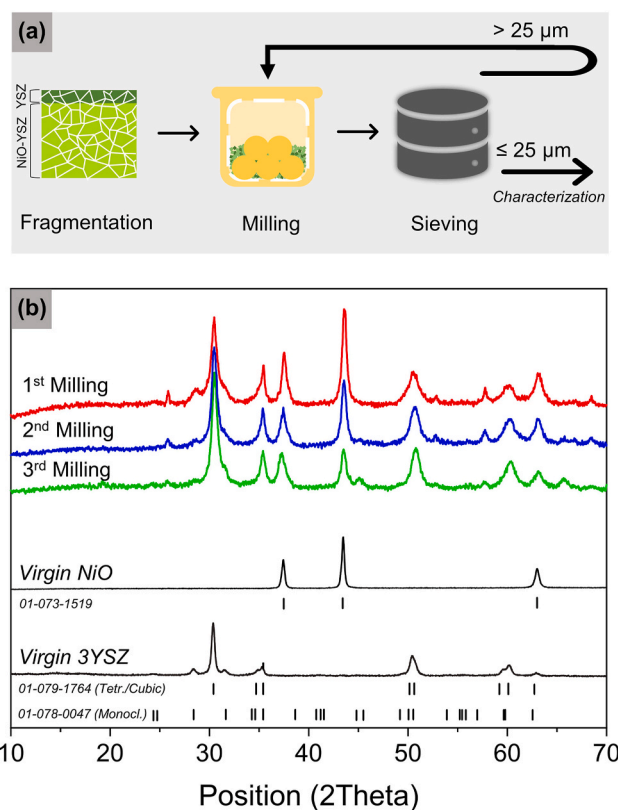 (a)
> 25 µm
YSZ
NiO-YSZ
≤ 25 µm
Characterization
Fragmentation
Milling
Sieving
(b)
1st Milling
2nd Milling
3rd Milling
Virgin NiO
01-073-1519
Virgin 3YSZ
01-079-1764 (Tetr./Cubic)
01-078-0047 (Monocl.)
10 20 30 40 50 60 70
Position (2Theta)